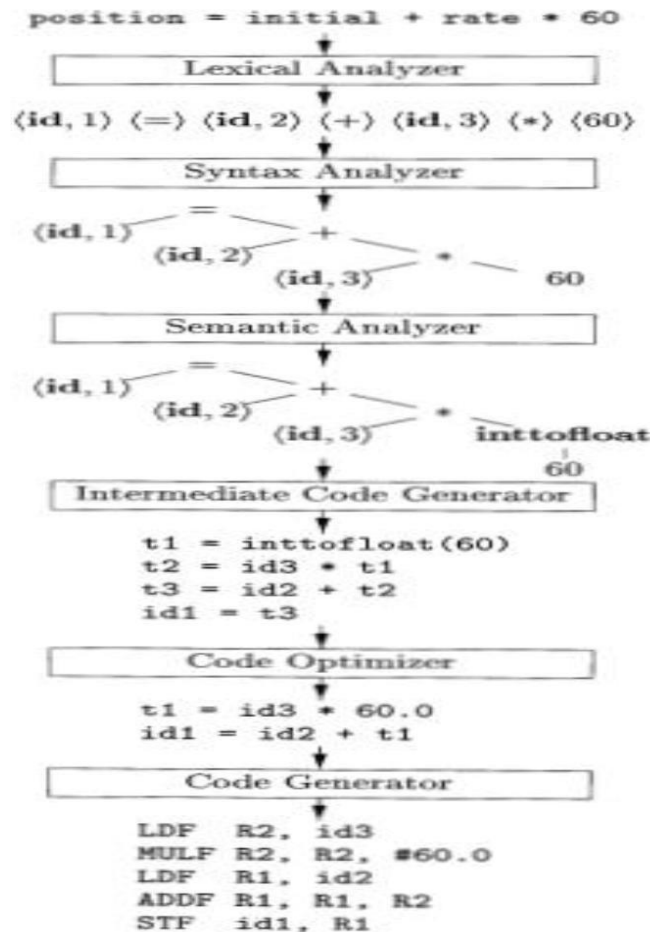 position = initial + rate * 60
Lexical Analyzer
⟨id, 1⟩ ⟨=⟩ ⟨id, 2⟩ ⟨+⟩ ⟨id, 3⟩ ⟨*⟩ ⟨60⟩
Syntax Analyzer
=
⟨id, 1⟩ +
⟨id, 2⟩ *
⟨id, 3⟩ 60
Semantic Analyzer
=
⟨id, 1⟩ +
⟨id, 2⟩ *
⟨id, 3⟩ inttofloat
60
Intermediate Code Generator
t1 = inttofloat(60)
t2 = id3 * t1
t3 = id2 + t2
id1 = t3
Code Optimizer
t1 = id3 * 60.0
id1 = id2 + t1
Code Generator
LDF R2, id3
MULF R2, R2, #60.0
LDF R1, id2
ADDF R1, R1, R2
STF id1, R1